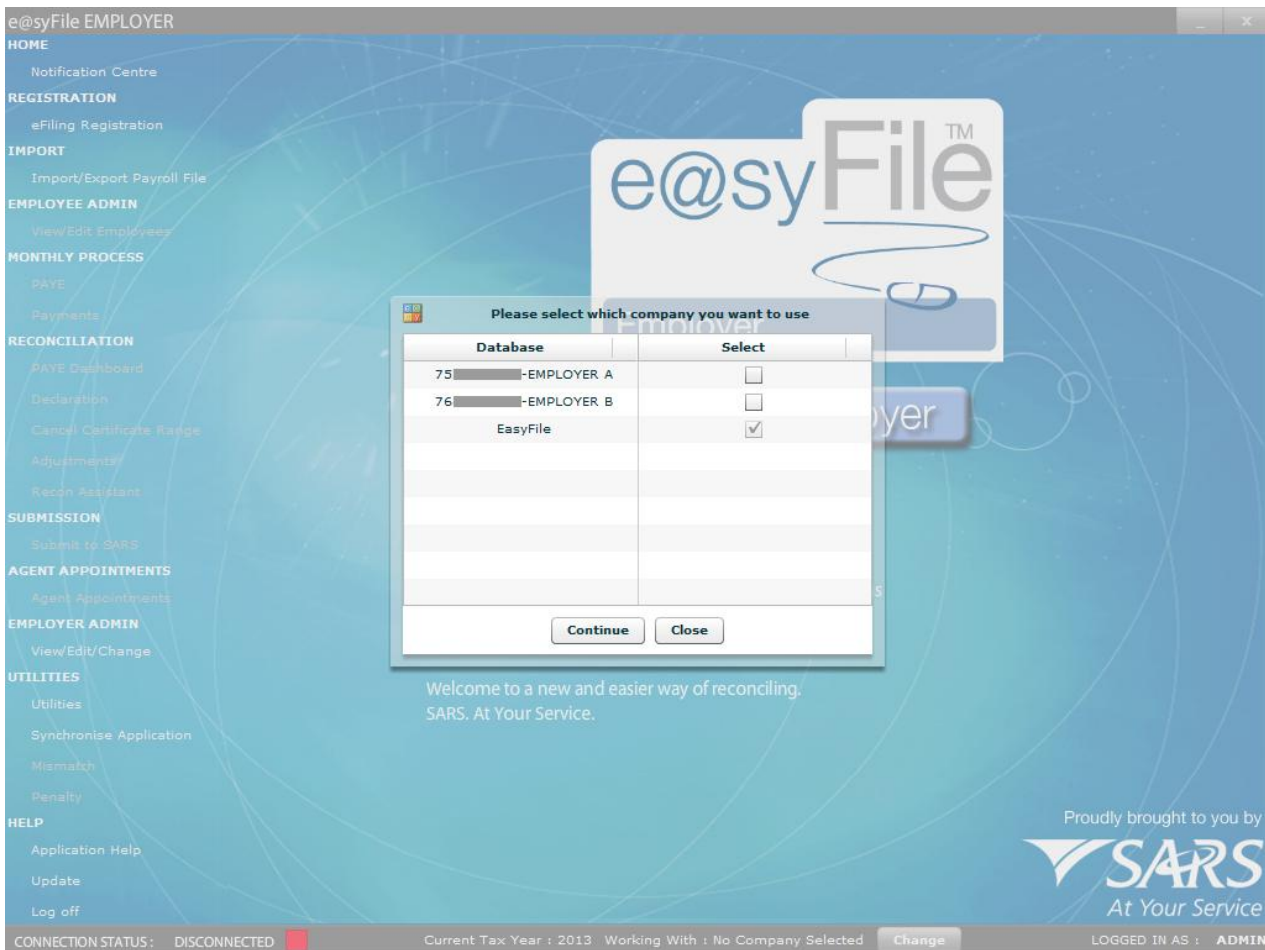 e@syFile EMPLOYER
_ x
HOME
Notification Centre
REGISTRATION
eFiling Registration
IMPORT
Import/Export Payroll File
EMPLOYEE ADMIN
View/Edit Employees
MONTHLY PROCESS
PAYE
Payments
RECONCILIATION
PAYE Dashboard
Declaration
Cancel Certificate Range
Adjustments
Recon Assistant
SUBMISSION
Submit to SARS
AGENT APPOINTMENTS
Agent Appointments
EMPLOYER ADMIN
View/Edit/Change
UTILITIES
Utilities
Synchronise Application
Mismatch
Penalty
HELP
Application Help
Update
Log off
e@syFile TM
Employer
Please select which company you want to use
Database Select
75 -EMPLOYER A
76 -EMPLOYER B
EasyFile
Continue Close
yer
s
Welcome to a new and easier way of reconciling.
SARS. At Your Service.
Proudly brought to you by
SARS
At Your Service
CONNECTION STATUS : DISCONNECTED Current Tax Year : 2013 Working With : No Company Selected Change LOGGED IN AS : ADMIN